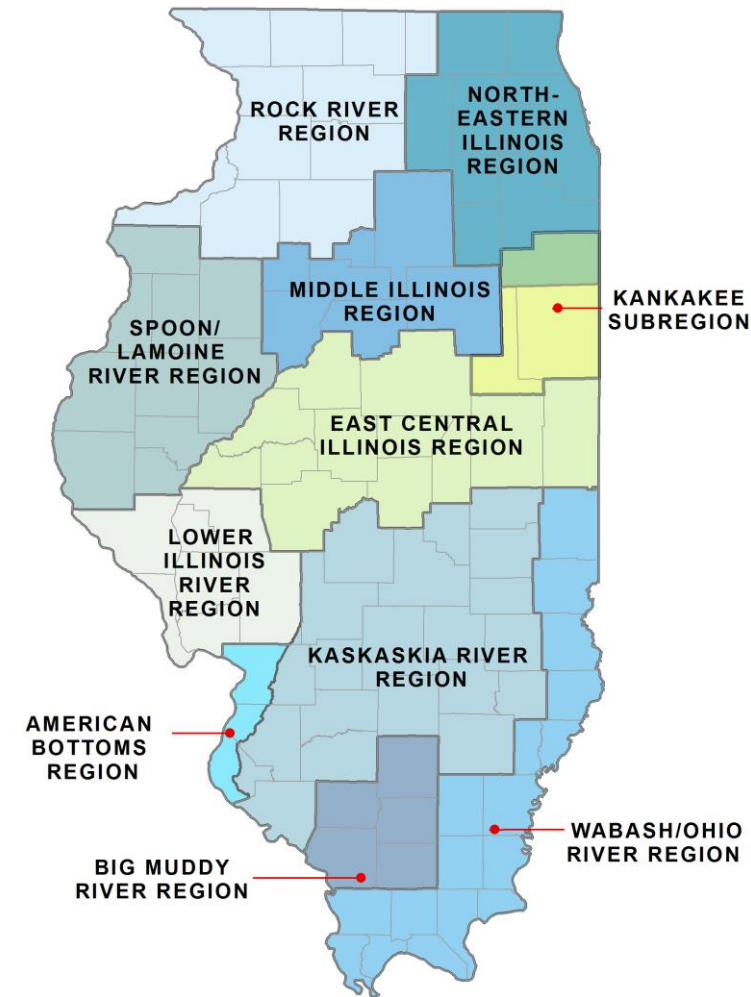 ROCK RIVER
REGION
NORTH-
EASTERN
ILLINOIS
REGION
MIDDLE ILLINOIS
REGION
KANKAKEE
SUBREGION
SPOON/
LAMOINE
RIVER REGION
EAST CENTRAL
ILLINOIS REGION
LOWER
ILLINOIS
RIVER
REGION
KASKASKIA RIVER
REGION
AMERICAN
BOTTOMS
REGION
WABASH/OHIO
RIVER REGION
BIG MUDDY
RIVER REGION